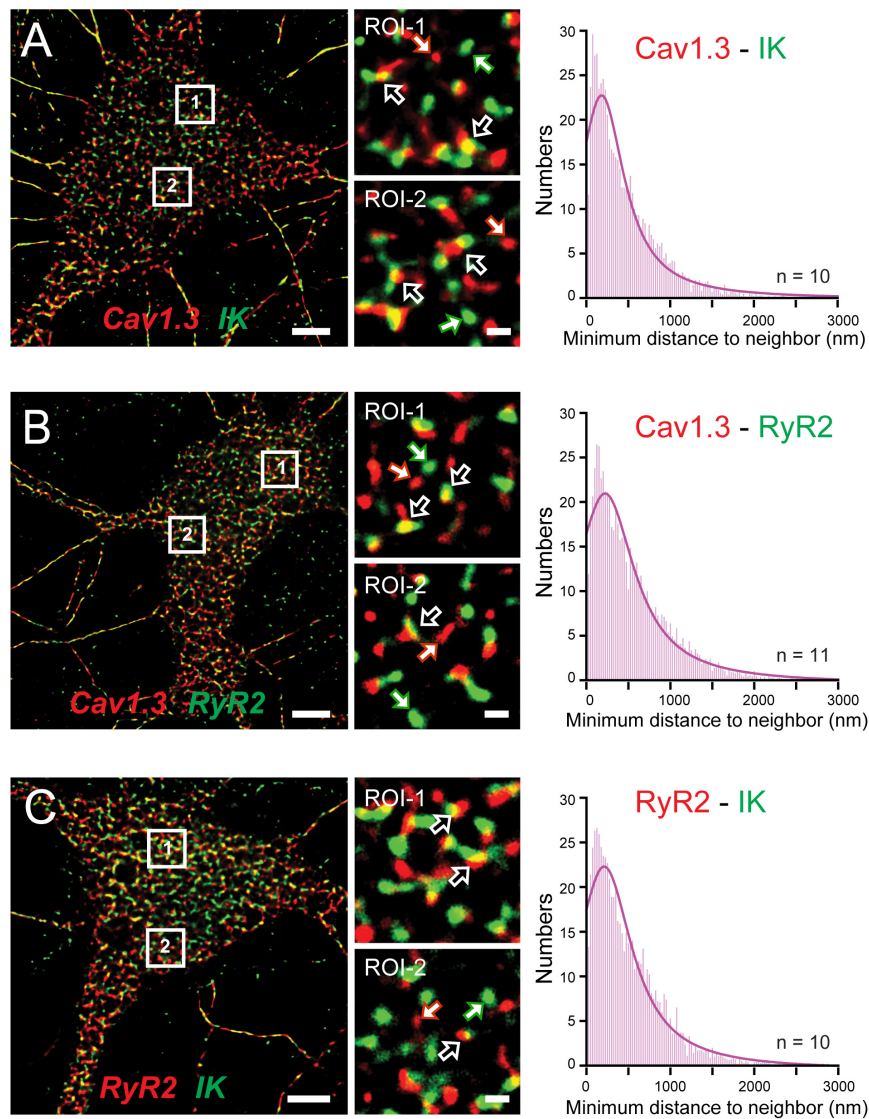 A
1
2
Cav1.3 IK
ROI-1
ROI-2
Cav1.3 - IK
Numbers
30
25
20
15
10
5
0
0 1000 2000 3000
Minimum distance to neighbor (nm)
n = 10
B
1
2
Cav1.3 RyR2
ROI-1
ROI-2
Cav1.3 - RyR2
Numbers
30
25
20
15
10
5
0
0 1000 2000 3000
Minimum distance to neighbor (nm)
n = 11
C
1
2
RyR2 IK
ROI-1
ROI-2
RyR2 - IK
Numbers
30
25
20
15
10
5
0
0 1000 2000 3000
Minimum distance to neighbor (nm)
n = 10